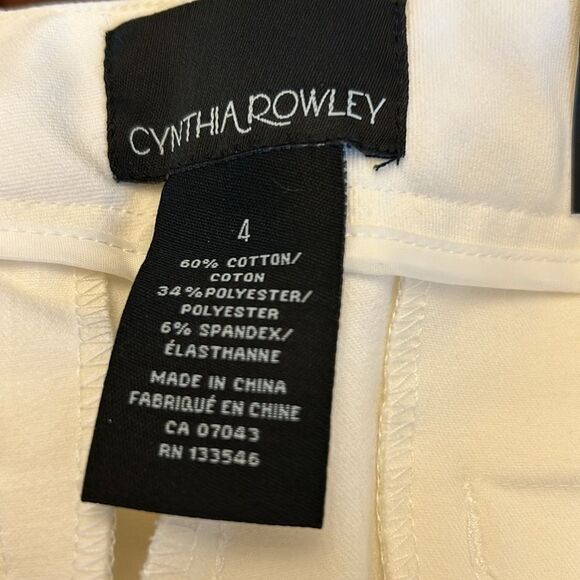 CYNTHIA ROWLEY
4
60% COTTON/
COTON
34% POLYESTER/
POLYESTER
6% SPANDEX/
ÉLASTHANNE
MADE IN CHINA
FABRIQUÉ EN CHINE
CA 07043
RN 133546